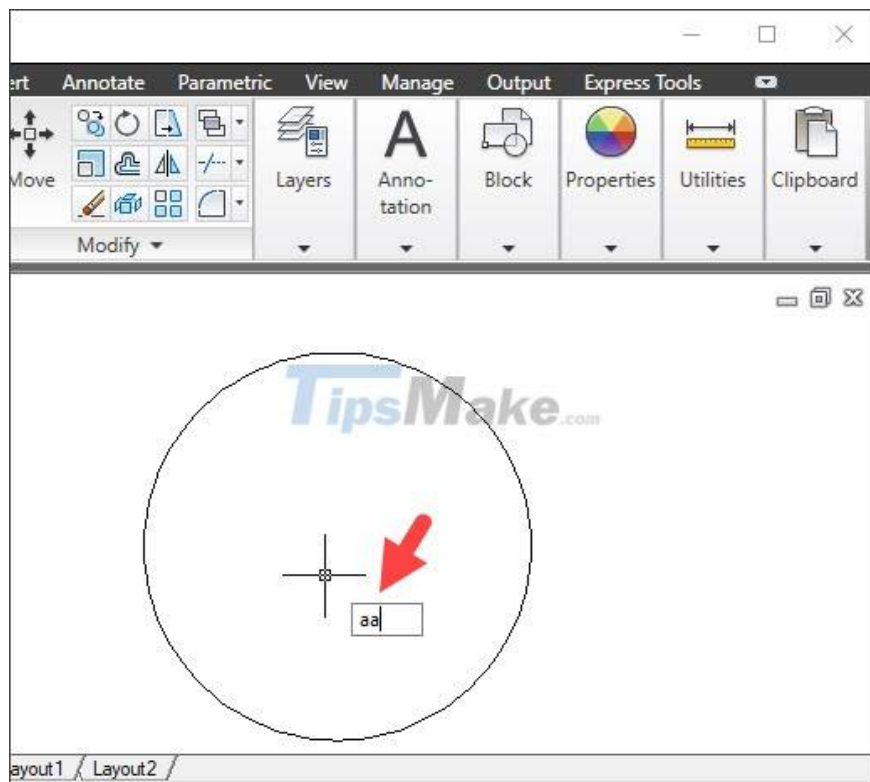 ert Annotate Parametric View Manage Output Express Tools
Move
Layers
Anno-
tation
Block
Properties
Utilities
Clipboard
Modify
TipsMake.com
aa
ayout1 Layout2